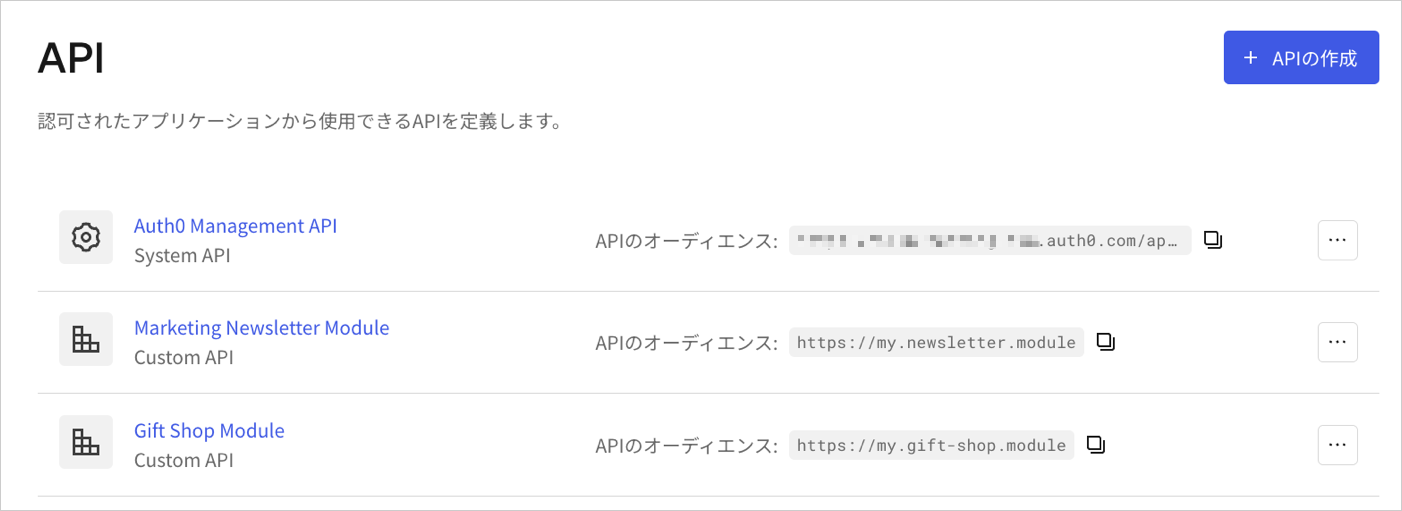 API
+ APIの作成
認可されたアプリケーションから使用できるAPIを定義します。
Auth0 Management API
System API
APIのオーディエンス: .auth0.com/ap…
Marketing Newsletter Module
Custom API
APIのオーディエンス: https://my.newsletter.module
Gift Shop Module
Custom API
APIのオーディエンス: https://my.gift-shop.module